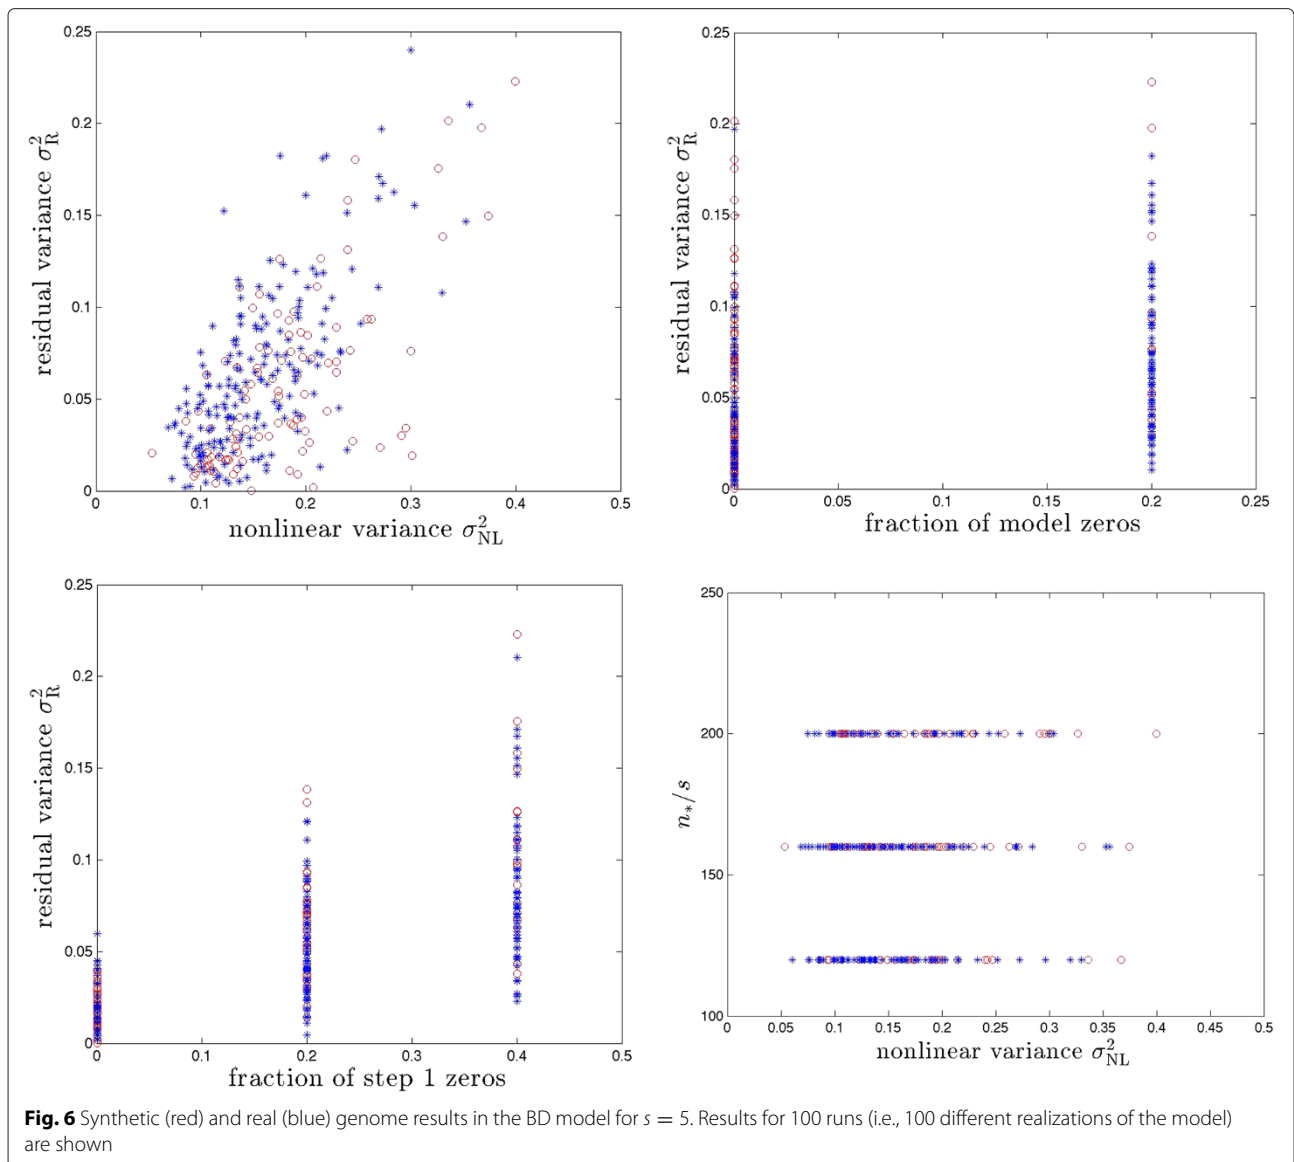 0.25
0.2
0.15
0.1
0.05
0
residual variance σ²_R
0 0.1 0.2 0.3 0.4 0.5
nonlinear variance σ²_NL
0.25
0.2
0.15
0.1
0.05
0
residual variance σ²_R
0.05 0.1 0.15 0.2 0.25
fraction of model zeros
0.25
0.2
0.15
0.1
0.05
0
residual variance σ²_R
0 0.1 0.2 0.3 0.4 0.5
fraction of step 1 zeros
250
200
150
100
n_*/s
0 0.05 0.1 0.15 0.2 0.25 0.3 0.35 0.4 0.45 0.5
nonlinear variance σ²_NL
Fig. 6 Synthetic (red) and real (blue) genome results in the BD model for s = 5. Results for 100 runs (i.e., 100 different realizations of the model)
are shown